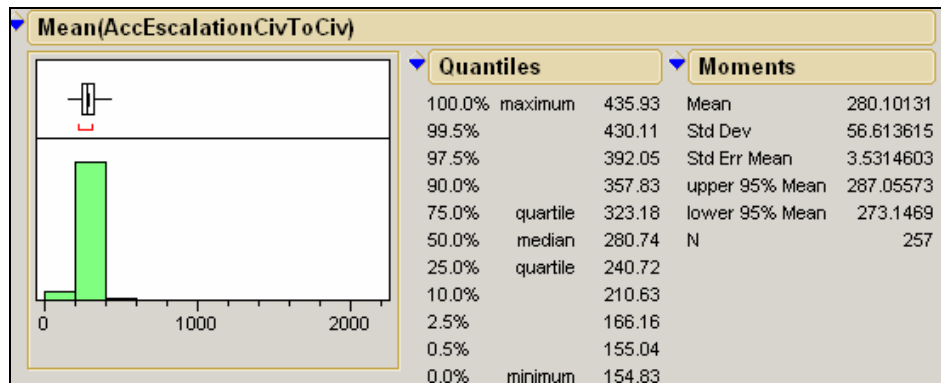 Mean(AccEscalationCivToCiv)
Quantiles
100.0% maximum 435.93
99.5% 430.11
97.5% 392.05
90.0% 357.83
75.0% quartile 323.18
50.0% median 280.74
25.0% quartile 240.72
10.0% 210.63
2.5% 166.16
0.5% 155.04
0.0% minimum 154.83
Moments
Mean 280.10131
Std Dev 56.613615
Std Err Mean 3.5314603
upper 95% Mean 287.05573
lower 95% Mean 273.1469
N 257
0 1000 2000